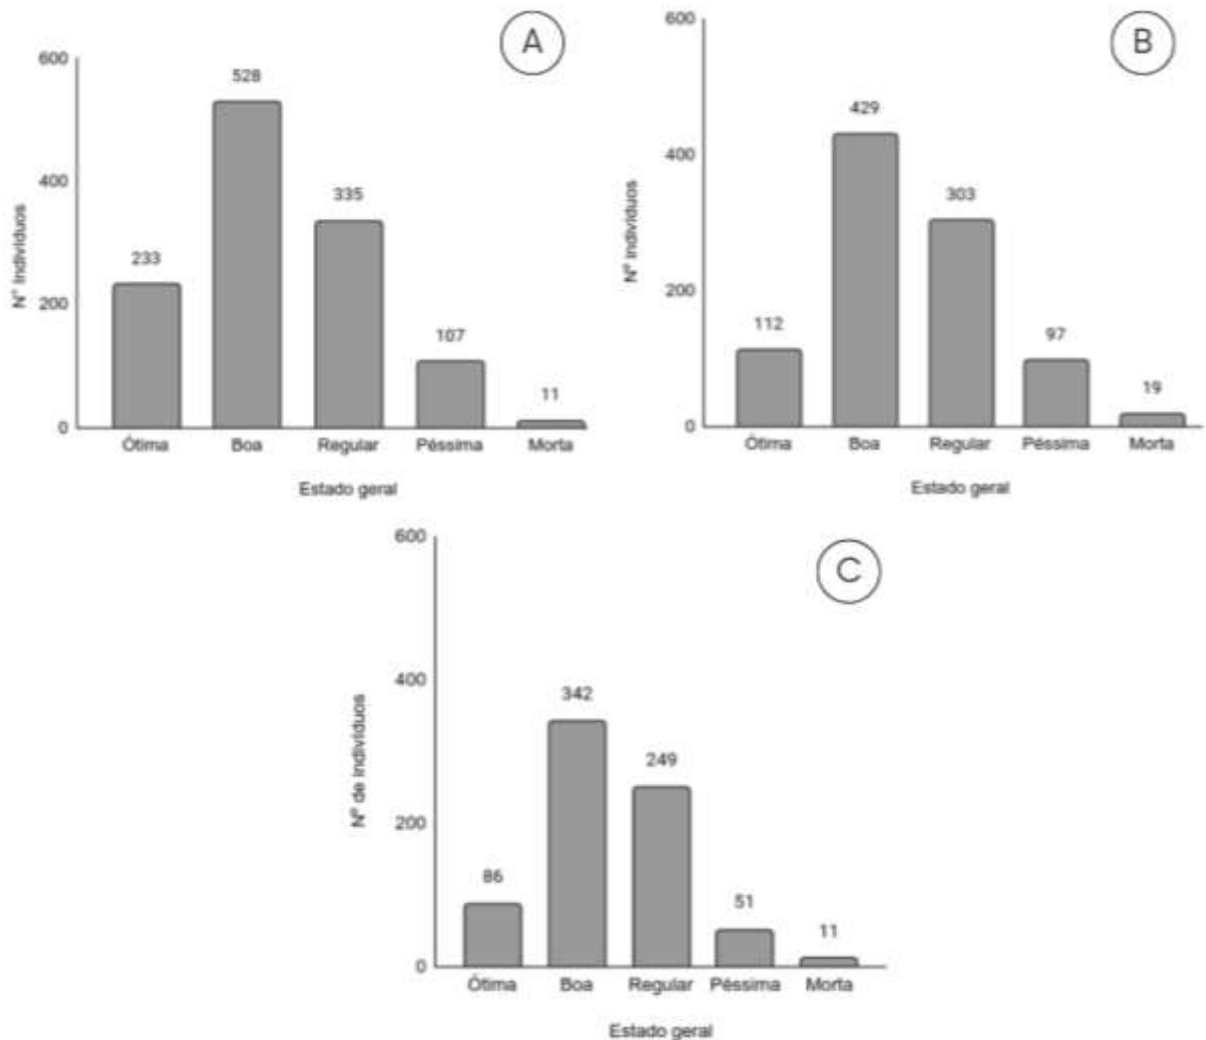 A
600
400
200
0
N° Indivíduos
528
335
233
107
11
Ótima Boa Regular Péssima Morta
Estado geral
B
600
400
200
0
Nº indivíduos
429
303
112
97
19
Ótima Boa Regular Péssima Morta
Estado geral
C
600
400
200
0
Nº de indivíduos
342
249
86
51
11
Ótima Boa Regular Péssima Morta
Estado geral